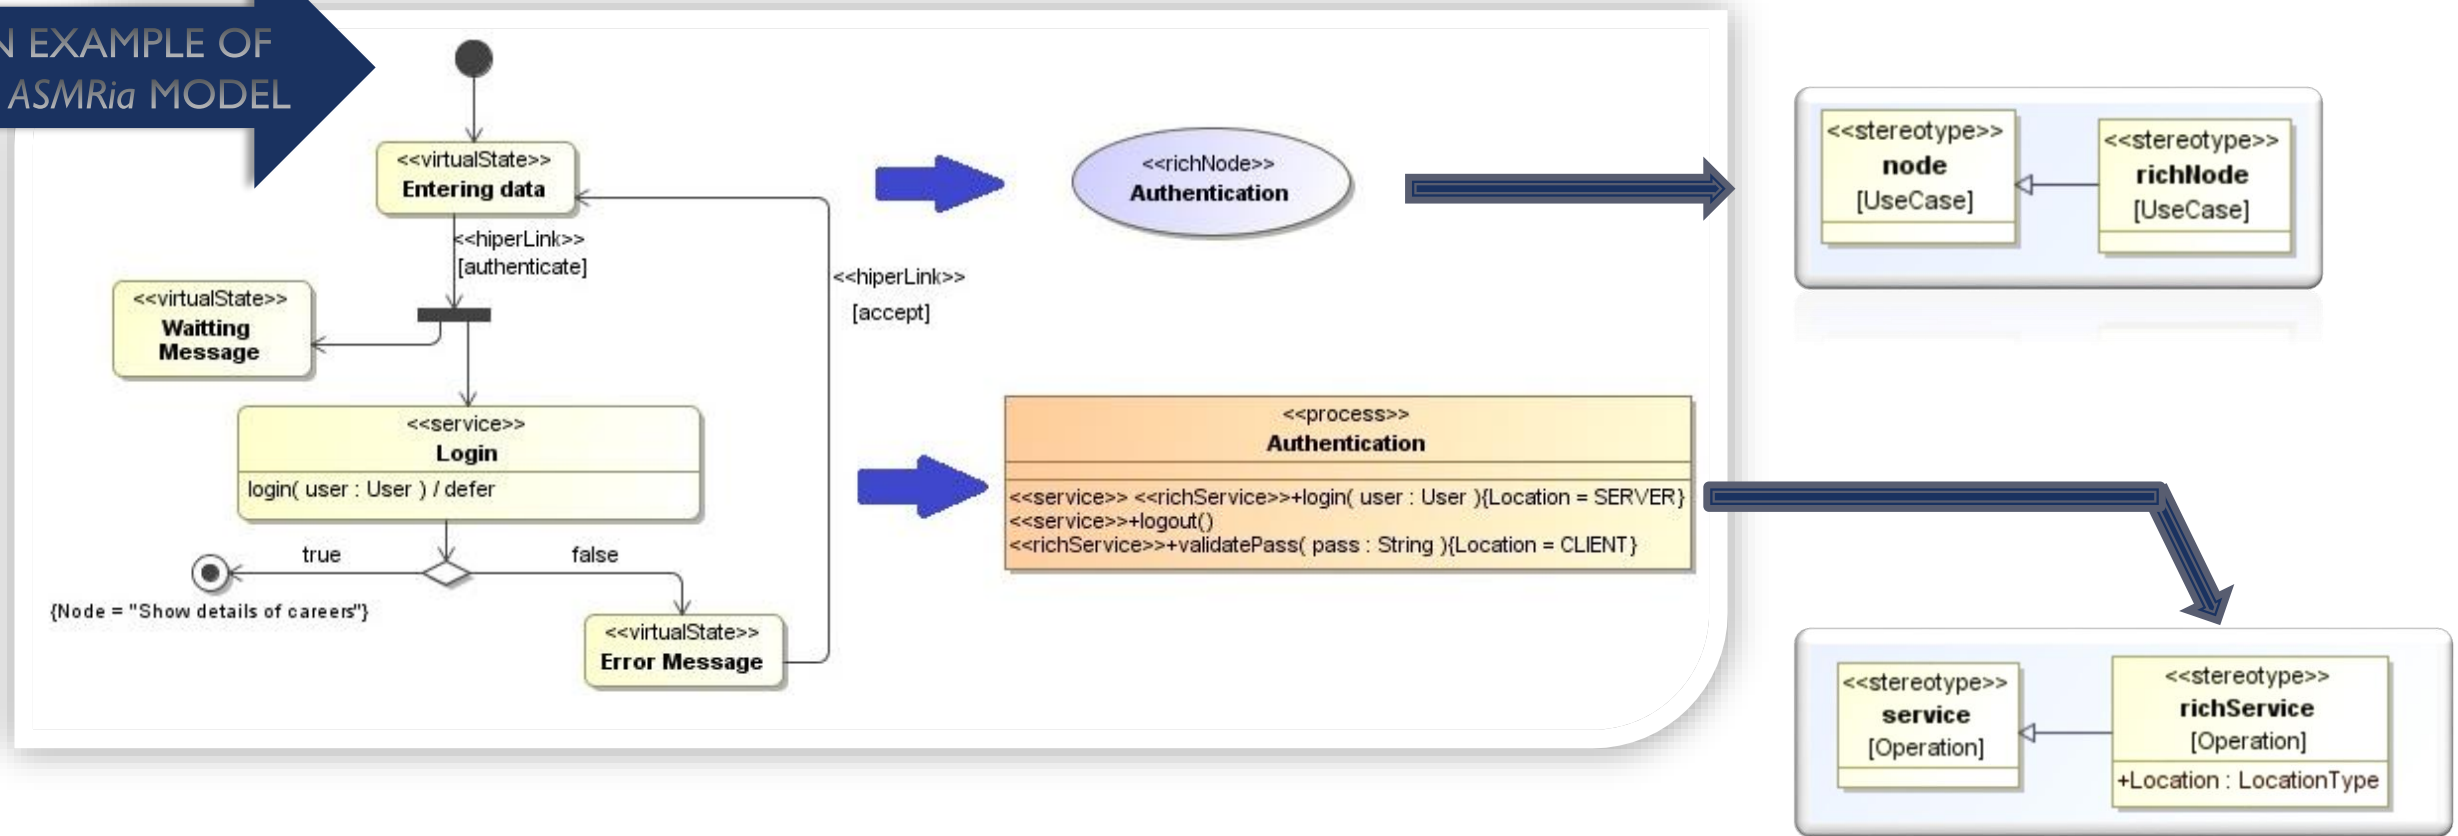 N EXAMPLE OF
ASMRia MODEL
<<virtualState>>
Entering data
<<hiperLink>>
[authenticate]
<<virtualState>>
Waitting
Message
<<hiperLink>>
[accept]
<<service>>
Login
login( user : User ) / defer
true
false
{Node = "Show details of careers"}
<<virtualState>>
Error Message
<<richNode>>
Authentication
<<process>>
Authentication
<<service>> <<richService>>+login( user : User ){Location = SERVER}
<<service>>+logout()
<<richService>>+validatePass( pass : String ){Location = CLIENT}
<<stereotype>>
node
[UseCase]
<<stereotype>>
richNode
[UseCase]
<<stereotype>>
service
[Operation]
<<stereotype>>
richService
[Operation]
+Location : LocationType